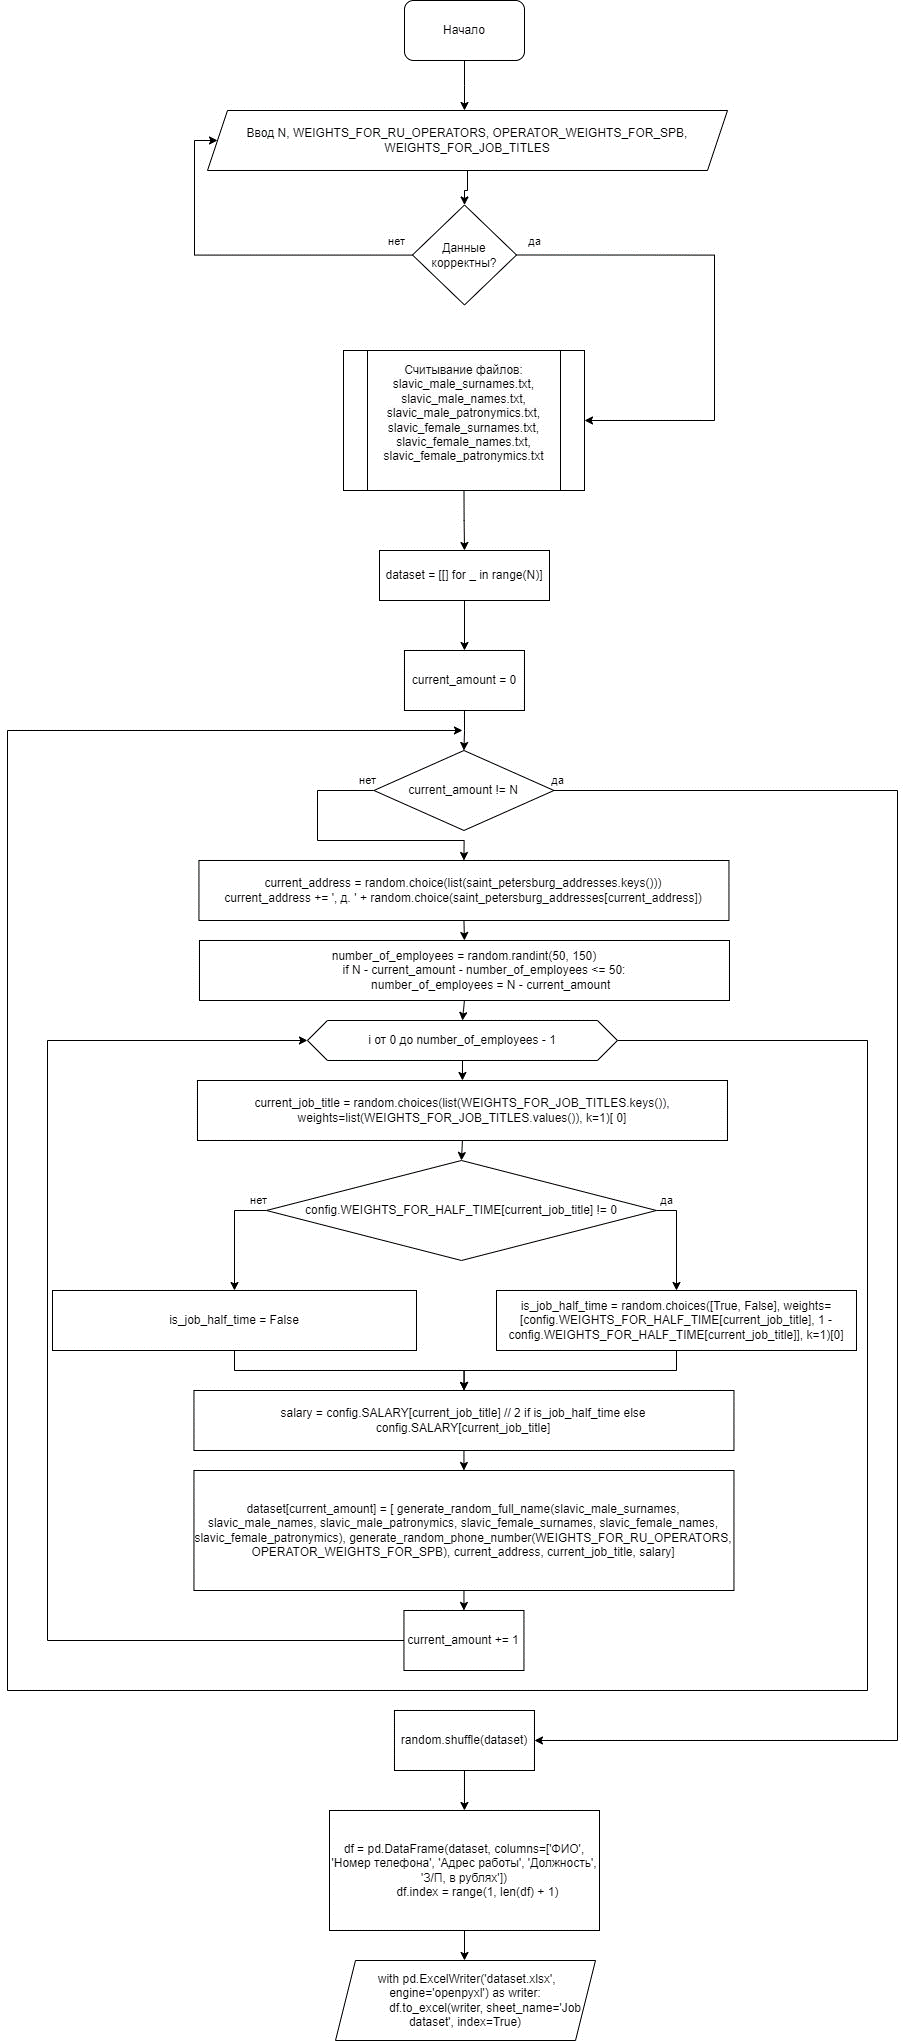 Начало
Ввод N, WEIGHTS_FOR_RU_OPERATORS, OPERATOR_WEIGHTS_FOR_SPB,
WEIGHTS_FOR_JOB_TITLES
нет
Данные
корректны?
да
Считывание файлов:
slavic_male_surnames.txt,
slavic_male_names.txt,
slavic_male_patronymics.txt,
slavic_female_surnames.txt,
slavic_female_names.txt,
slavic_female_patronymics.txt
dataset = [[] for _ in range(N)]
current_amount = 0
нет
current_amount != N
да
current_address = random.choice(list(saint_petersburg_addresses.keys()))
current_address += ', д. ' + random.choice(saint_petersburg_addresses[current_address])
number_of_employees = random.randint(50, 150)
if N - current_amount - number_of_employees <= 50:
number_of_employees = N - current_amount
i от 0 до number_of_employees - 1
current_job_title = random.choices(list(WEIGHTS_FOR_JOB_TITLES.keys()),
weights=list(WEIGHTS_FOR_JOB_TITLES.values()), k=1)[ 0]
нет
config.WEIGHTS_FOR_HALF_TIME[current_job_title] != 0
да
is_job_half_time = False
is_job_half_time = random.choices([True, False], weights=
[config.WEIGHTS_FOR_HALF_TIME[current_job_title], 1 -
config.WEIGHTS_FOR_HALF_TIME[current_job_title]], k=1)[0]
salary = config.SALARY[current_job_title] // 2 if is_job_half_time else
config.SALARY[current_job_title]
dataset[current_amount] = [ generate_random_full_name(slavic_male_surnames,
slavic_male_names, slavic_male_patronymics, slavic_female_surnames, slavic_female_names,
slavic_female_patronymics), generate_random_phone_number(WEIGHTS_FOR_RU_OPERATORS,
OPERATOR_WEIGHTS_FOR_SPB), current_address, current_job_title, salary]
current_amount += 1
random.shuffle(dataset)
df = pd.DataFrame(dataset, columns=['ФИО',
'Номер телефона', 'Адрес работы', 'Должность',
'З/П, в рублях'])
df.index = range(1, len(df) + 1)
with pd.ExcelWriter('dataset.xlsx',
engine='openpyxl') as writer:
df.to_excel(writer, sheet_name='Job
dataset', index=True)